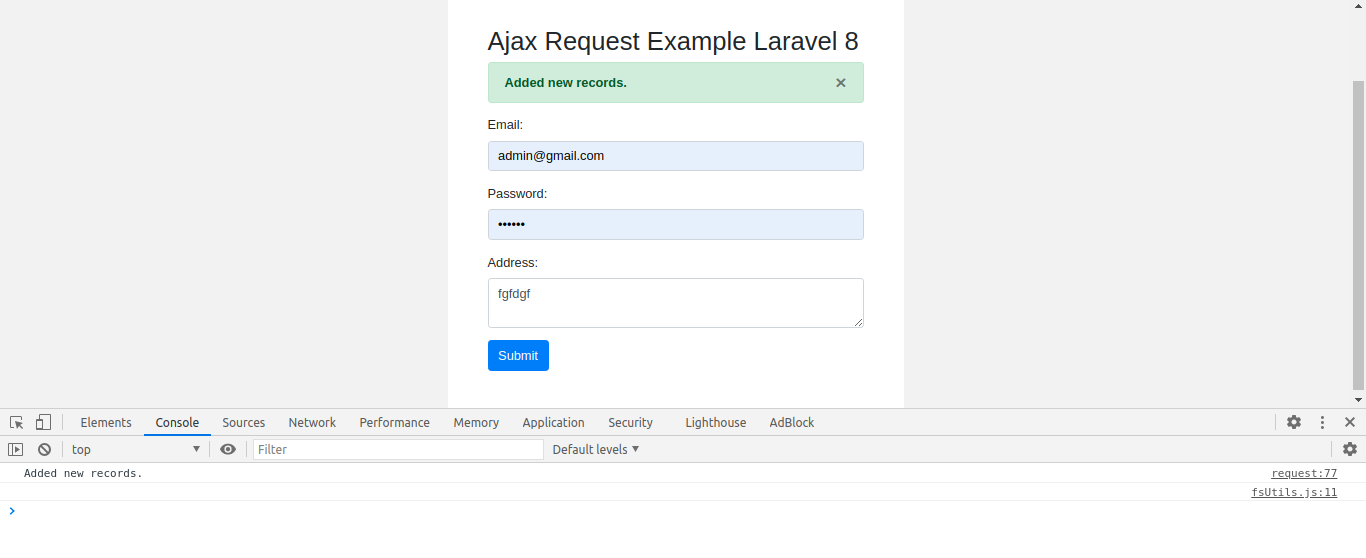 Ajax Request Example Laravel 8
Added new records. ×
Email:
admin@gmail.com
Password:
••••••
Address:
fgfdgf
Submit
Elements Console Sources Network Performance Memory Application Security Lighthouse AdBlock
top ▼ Filter Default levels ▼
Added new records. request:77
fsUtils.js:11